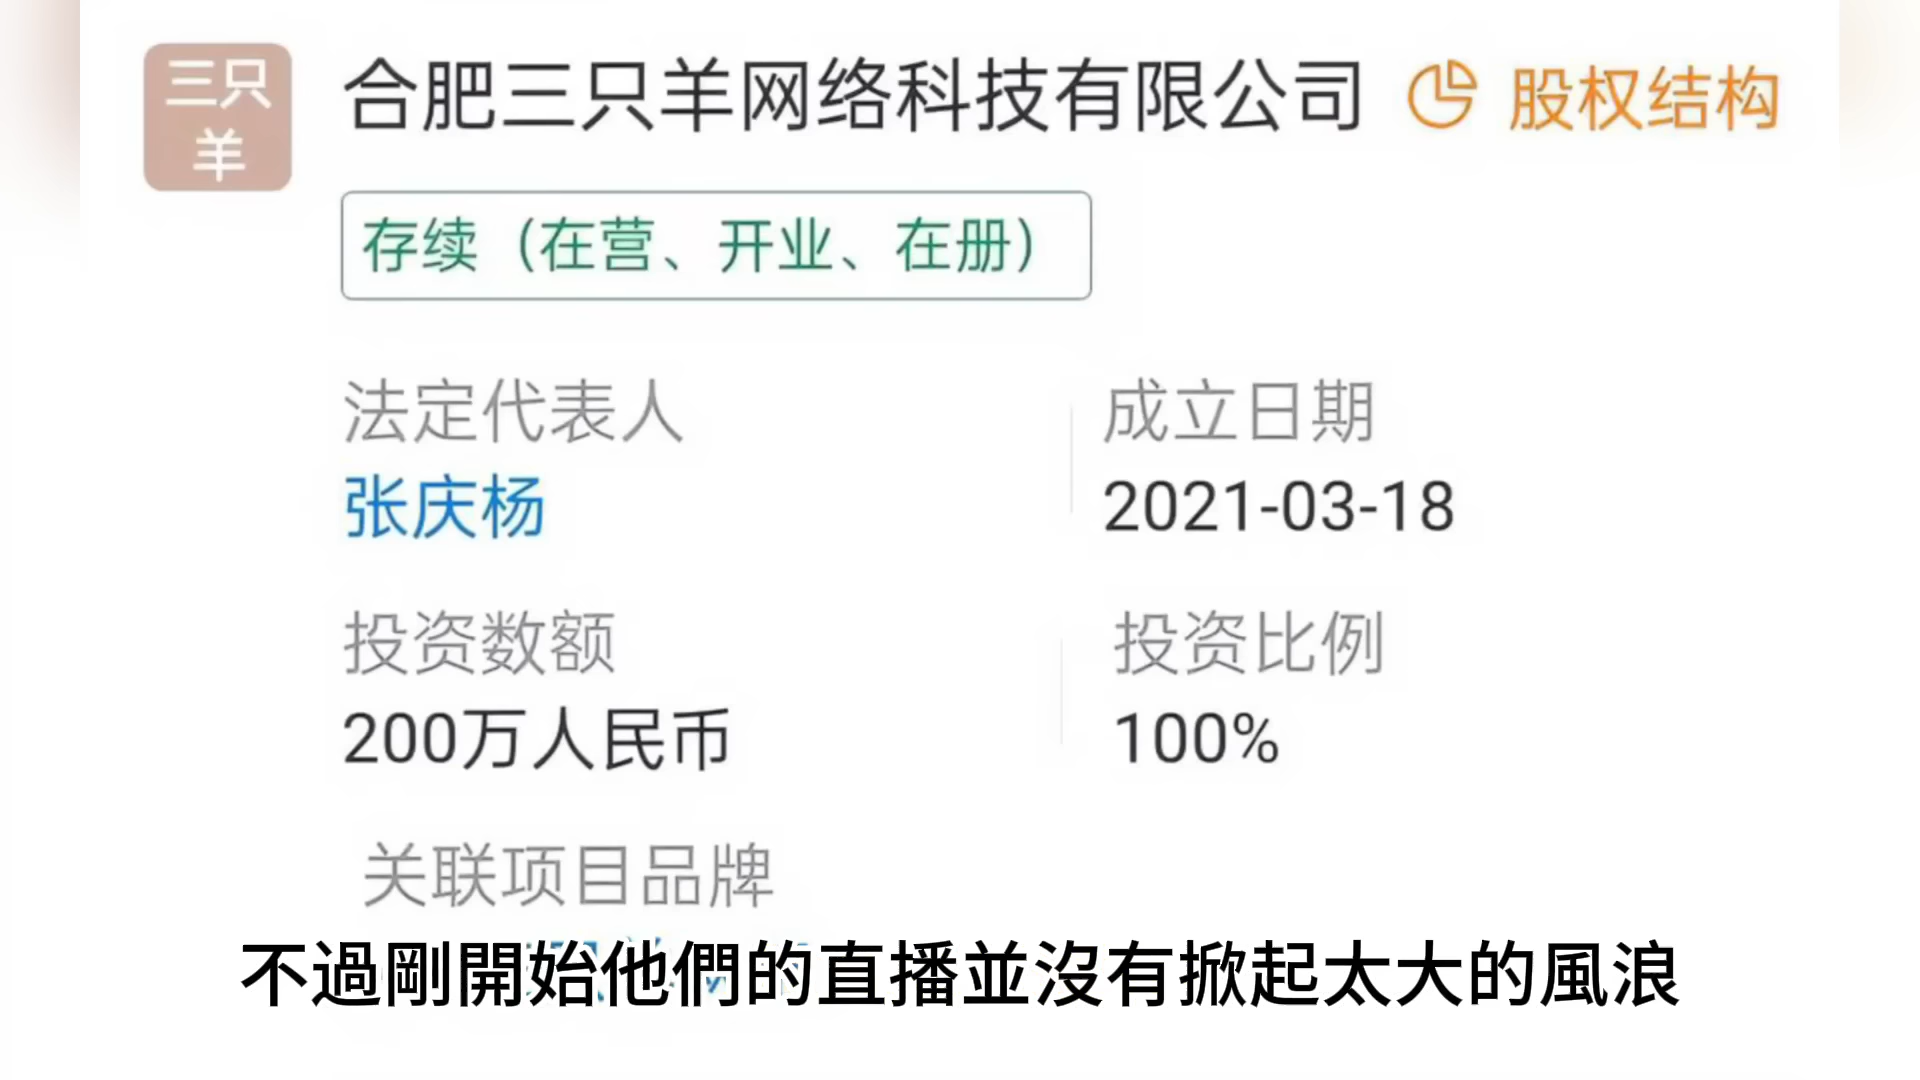 三只
羊
合肥三只羊网络科技有限公司
股权结构
存续（在营、开业、在册）
法定代表人
成立日期
张庆杨
2021-03-18
投资数额
投资比例
200万人民币
100%
关联项目品牌
不過剛開始他們的直播並沒有掀起太大的風浪